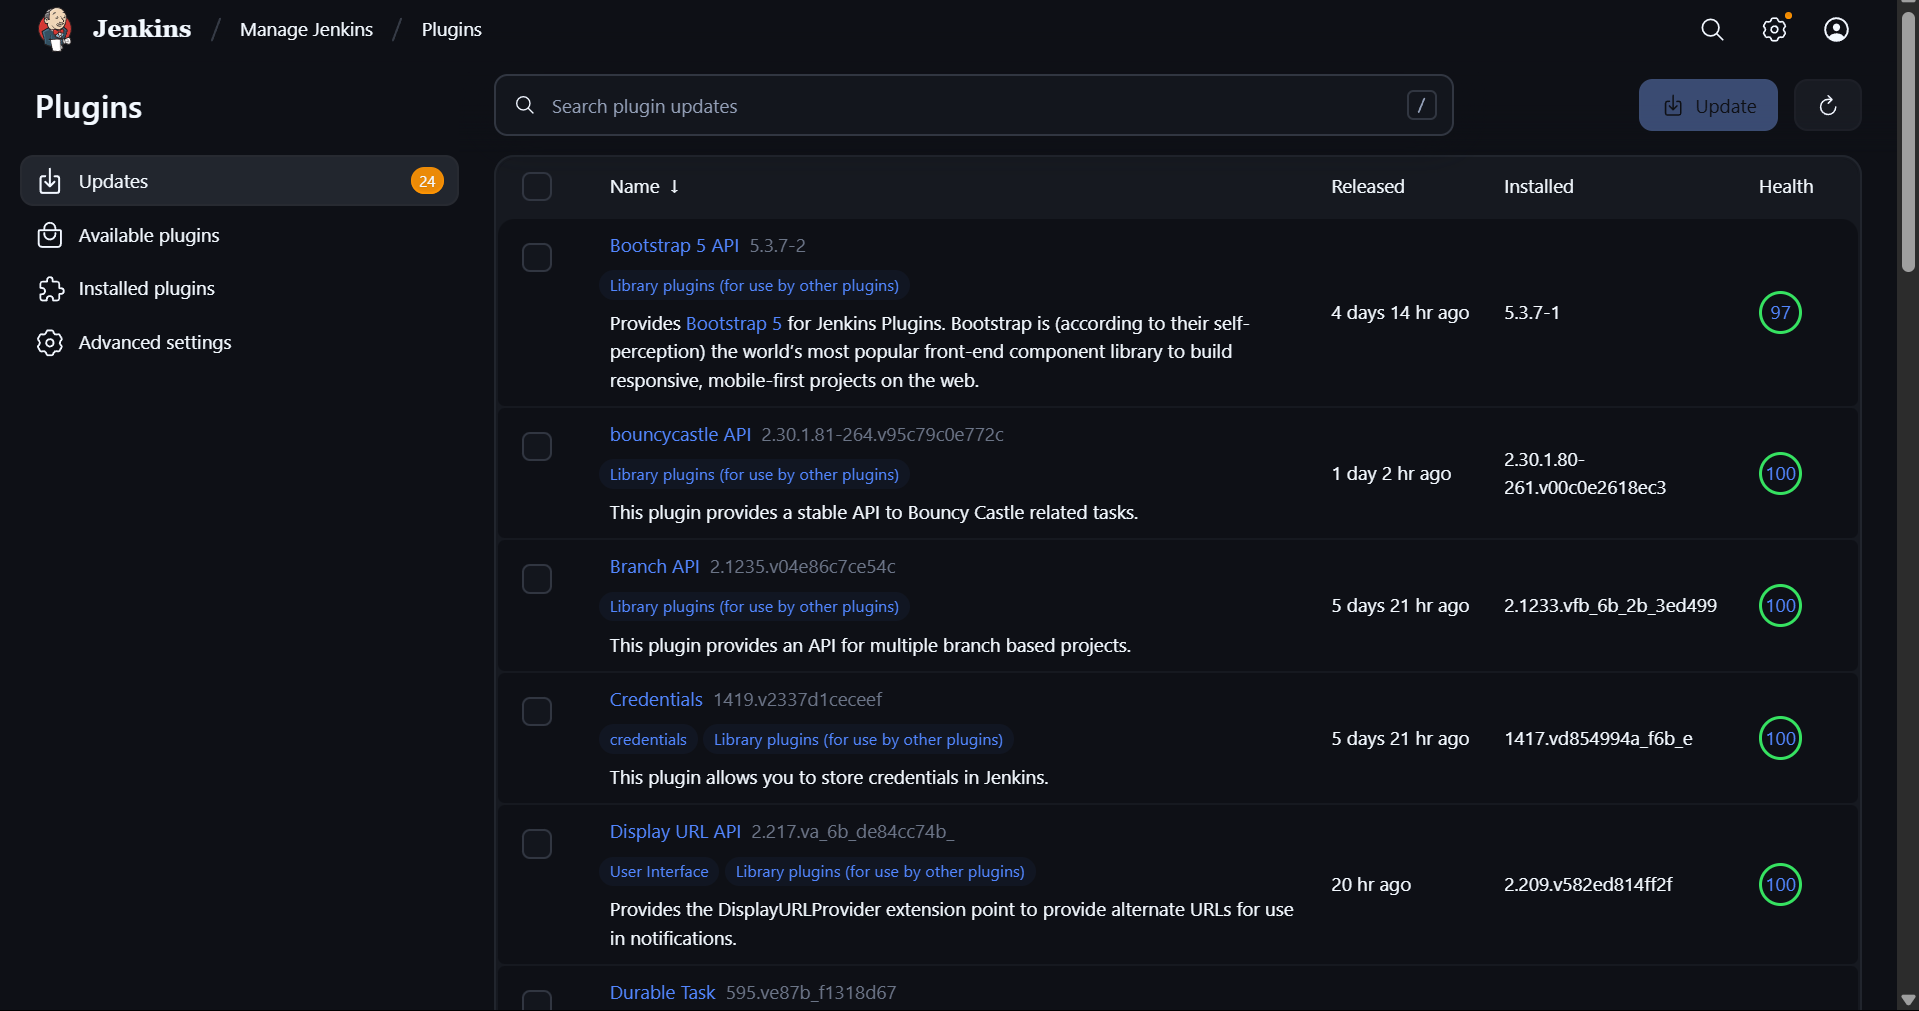 Jenkins / Manage Jenkins / Plugins
Plugins
Search plugin updates /
Update
Updates 24
Available plugins
Installed plugins
Advanced settings
Name ↓ Released Installed Health
Bootstrap 5 API 5.3.7-2
Library plugins (for use by other plugins)
Provides Bootstrap 5 for Jenkins Plugins. Bootstrap is (according to their self-
perception) the world's most popular front-end component library to build
responsive, mobile-first projects on the web.
4 days 14 hr ago
5.3.7-1
97
bouncycastle API 2.30.1.81-264.v95c79c0e772c
Library plugins (for use by other plugins)
This plugin provides a stable API to Bouncy Castle related tasks.
1 day 2 hr ago
2.30.1.80-
261.v00c0e2618ec3
100
Branch API 2.1235.v04e86c7ce54c
Library plugins (for use by other plugins)
This plugin provides an API for multiple branch based projects.
5 days 21 hr ago
2.1233.vfb_6b_2b_3ed499
100
Credentials 1419.v2337d1ceceef
credentials Library plugins (for use by other plugins)
This plugin allows you to store credentials in Jenkins.
5 days 21 hr ago
1417.vd854994a_f6b_e
100
Display URL API 2.217.va_6b_de84cc74b_
User Interface Library plugins (for use by other plugins)
Provides the DisplayURLProvider extension point to provide alternate URLs for use
in notifications.
20 hr ago
2.209.v582ed814ff2f
100
Durable Task 595.ve87b_f1318d67